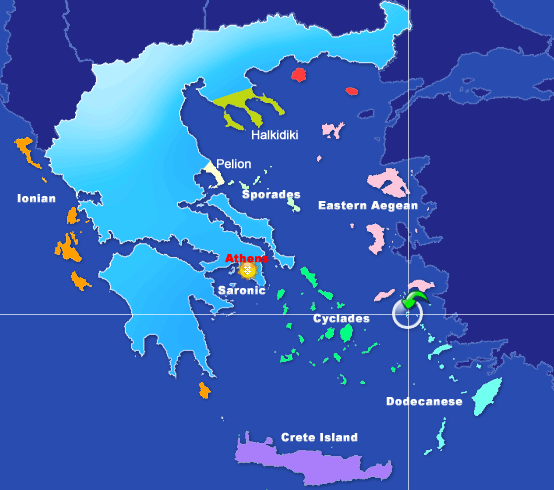 Halkidiki
Pelion
Ionian
Sporades
Eastern Aegean
Athens
Saronic
Cyclades
Dodecanese
Crete Island